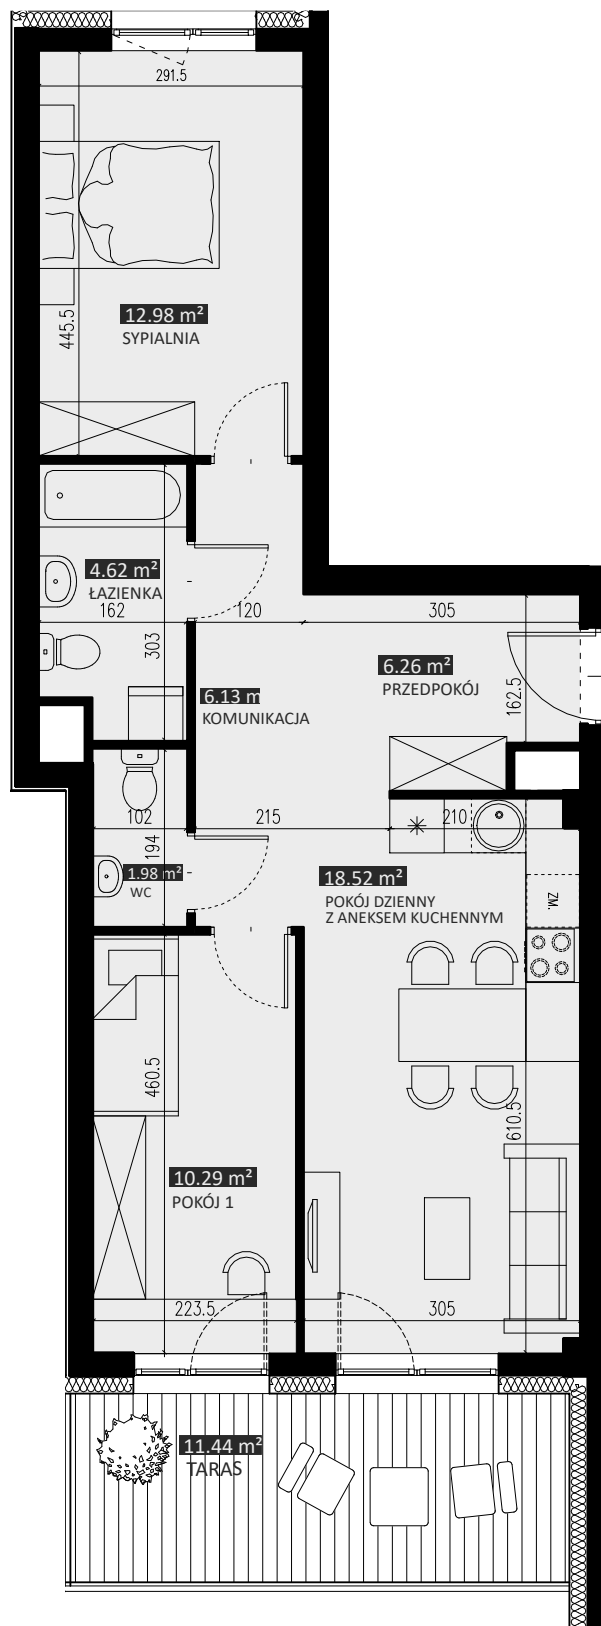 291.5
445.5
12.98 m²
SYPIALNIA
4.62 m²
ŁAZIENKA
162
120
305
303
6.26 m²
PRZEDPOKÓJ
162.5
6.13 m
KOMUNIKACJA
102
215
210
194
1.98 m²
WC
18.52 m²
POKÓJ DZIENNY
Z ANEKSEM KUCHENNYM
ZM.
460.5
610.5
10.29 m²
POKÓJ 1
223.5
305
11.44 m²
TARAS